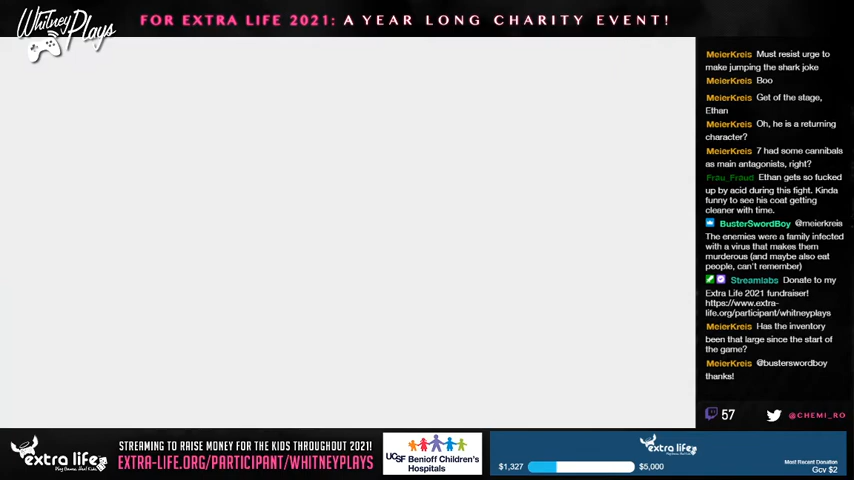 Whitney
Plays
FOR EXTRA LIFE 2021: A YEAR LONG CHARITY EVENT!
MeierKreis Must resist urge to
make jumping the shark joke
MeierKreis Boo
MeierKreis Get of the stage,
Ethan
MeierKreis Oh, he is a returning
character?
MeierKreis 7 had some cannibals
as main antagonists, right?
Frau_Fraud Ethan gets so fucked
up by acid during this fight. Kinda
funny to see his coat getting
cleaner with time.
BusterSwordBoy @meierkreis
The enemies were a family infected
with a virus that makes them
murderous (and maybe also eat
people, can't remember)
Streamlabs Donate to my
Extra Life 2021 fundraiser!
https://www.extra-
life.org/participant/whitneyplays
MeierKreis Has the inventory
been that large since the start of
the game?
MeierKreis @busterswordboy
thanks!
57
@CHEMI_RO
extra life
Play Games. Heal Kids.
STREAMING TO RAISE MONEY FOR THE KIDS THROUGHOUT 2021!
EXTRA-LIFE.ORG/PARTICIPANT/WHITNEYPLAYS
UCSF Benioff Children's
Hospitals
extra life
$1,327
$5,000
Most Recent Donation
Gcv $2